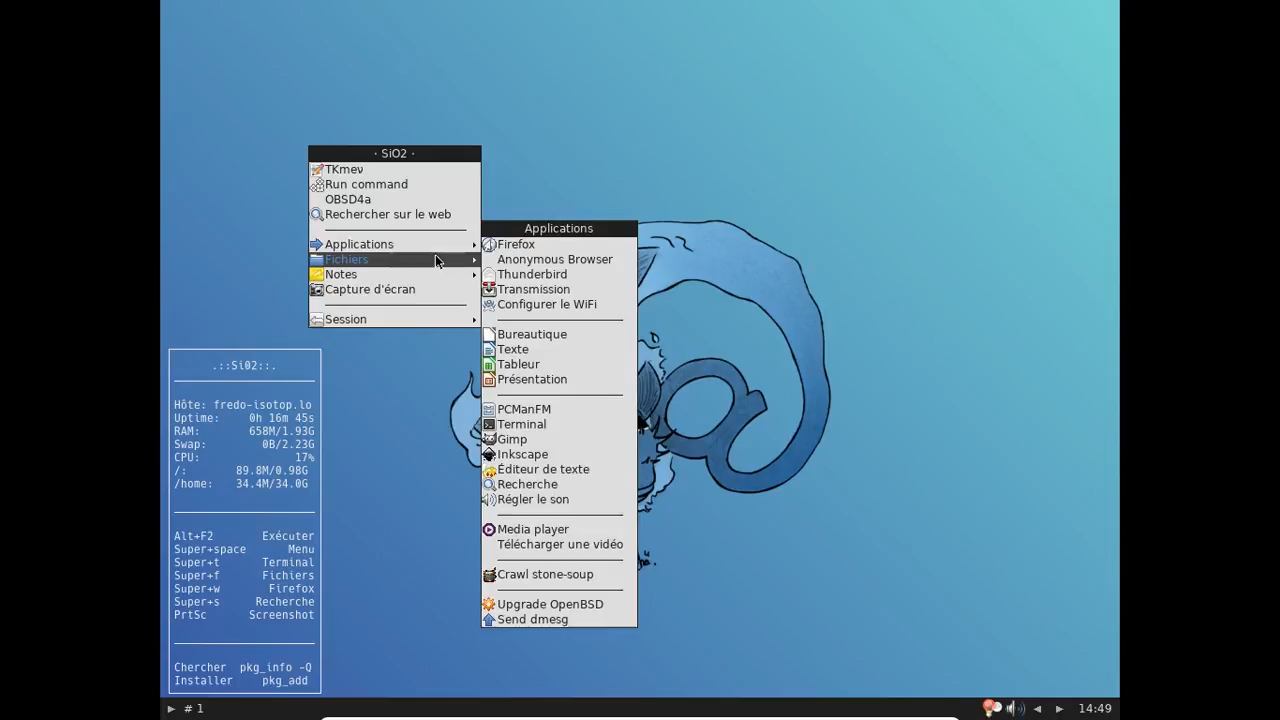 · SiO2 ·
TKmev
Run command
OBSD4a
Rechercher sur le web
Applications
Fichiers
Notes
Capture d'écran
Session
Applications
Firefox
Anonymous Browser
Thunderbird
Transmission
Configurer le WiFi
Bureautique
Texte
Tableur
Présentation
PCManFM
Terminal
Gimp
Inkscape
Éditeur de texte
Recherche
Régler le son
Media player
Télécharger une vidéo
Crawl stone-soup
Upgrade OpenBSD
Send dmesg
.::Si02::.
Hôte: fredo-isotop.lo
Uptime: 0h 16m 45s
RAM: 658M/1.93G
Swap: 0B/2.23G
CPU: 17%
/: 89.8M/0.98G
/home: 34.4M/34.0G
Alt+F2 Exécuter
Super+space Menu
Super+t Terminal
Super+f Fichiers
Super+w Firefox
Super+s Recherche
PrtSc Screenshot
Chercher pkg_info -Q
Installer pkg_add
# 1
14:49